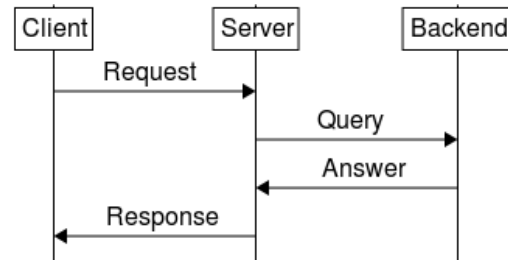 Client Server Backend
Request
Query
Answer
Response